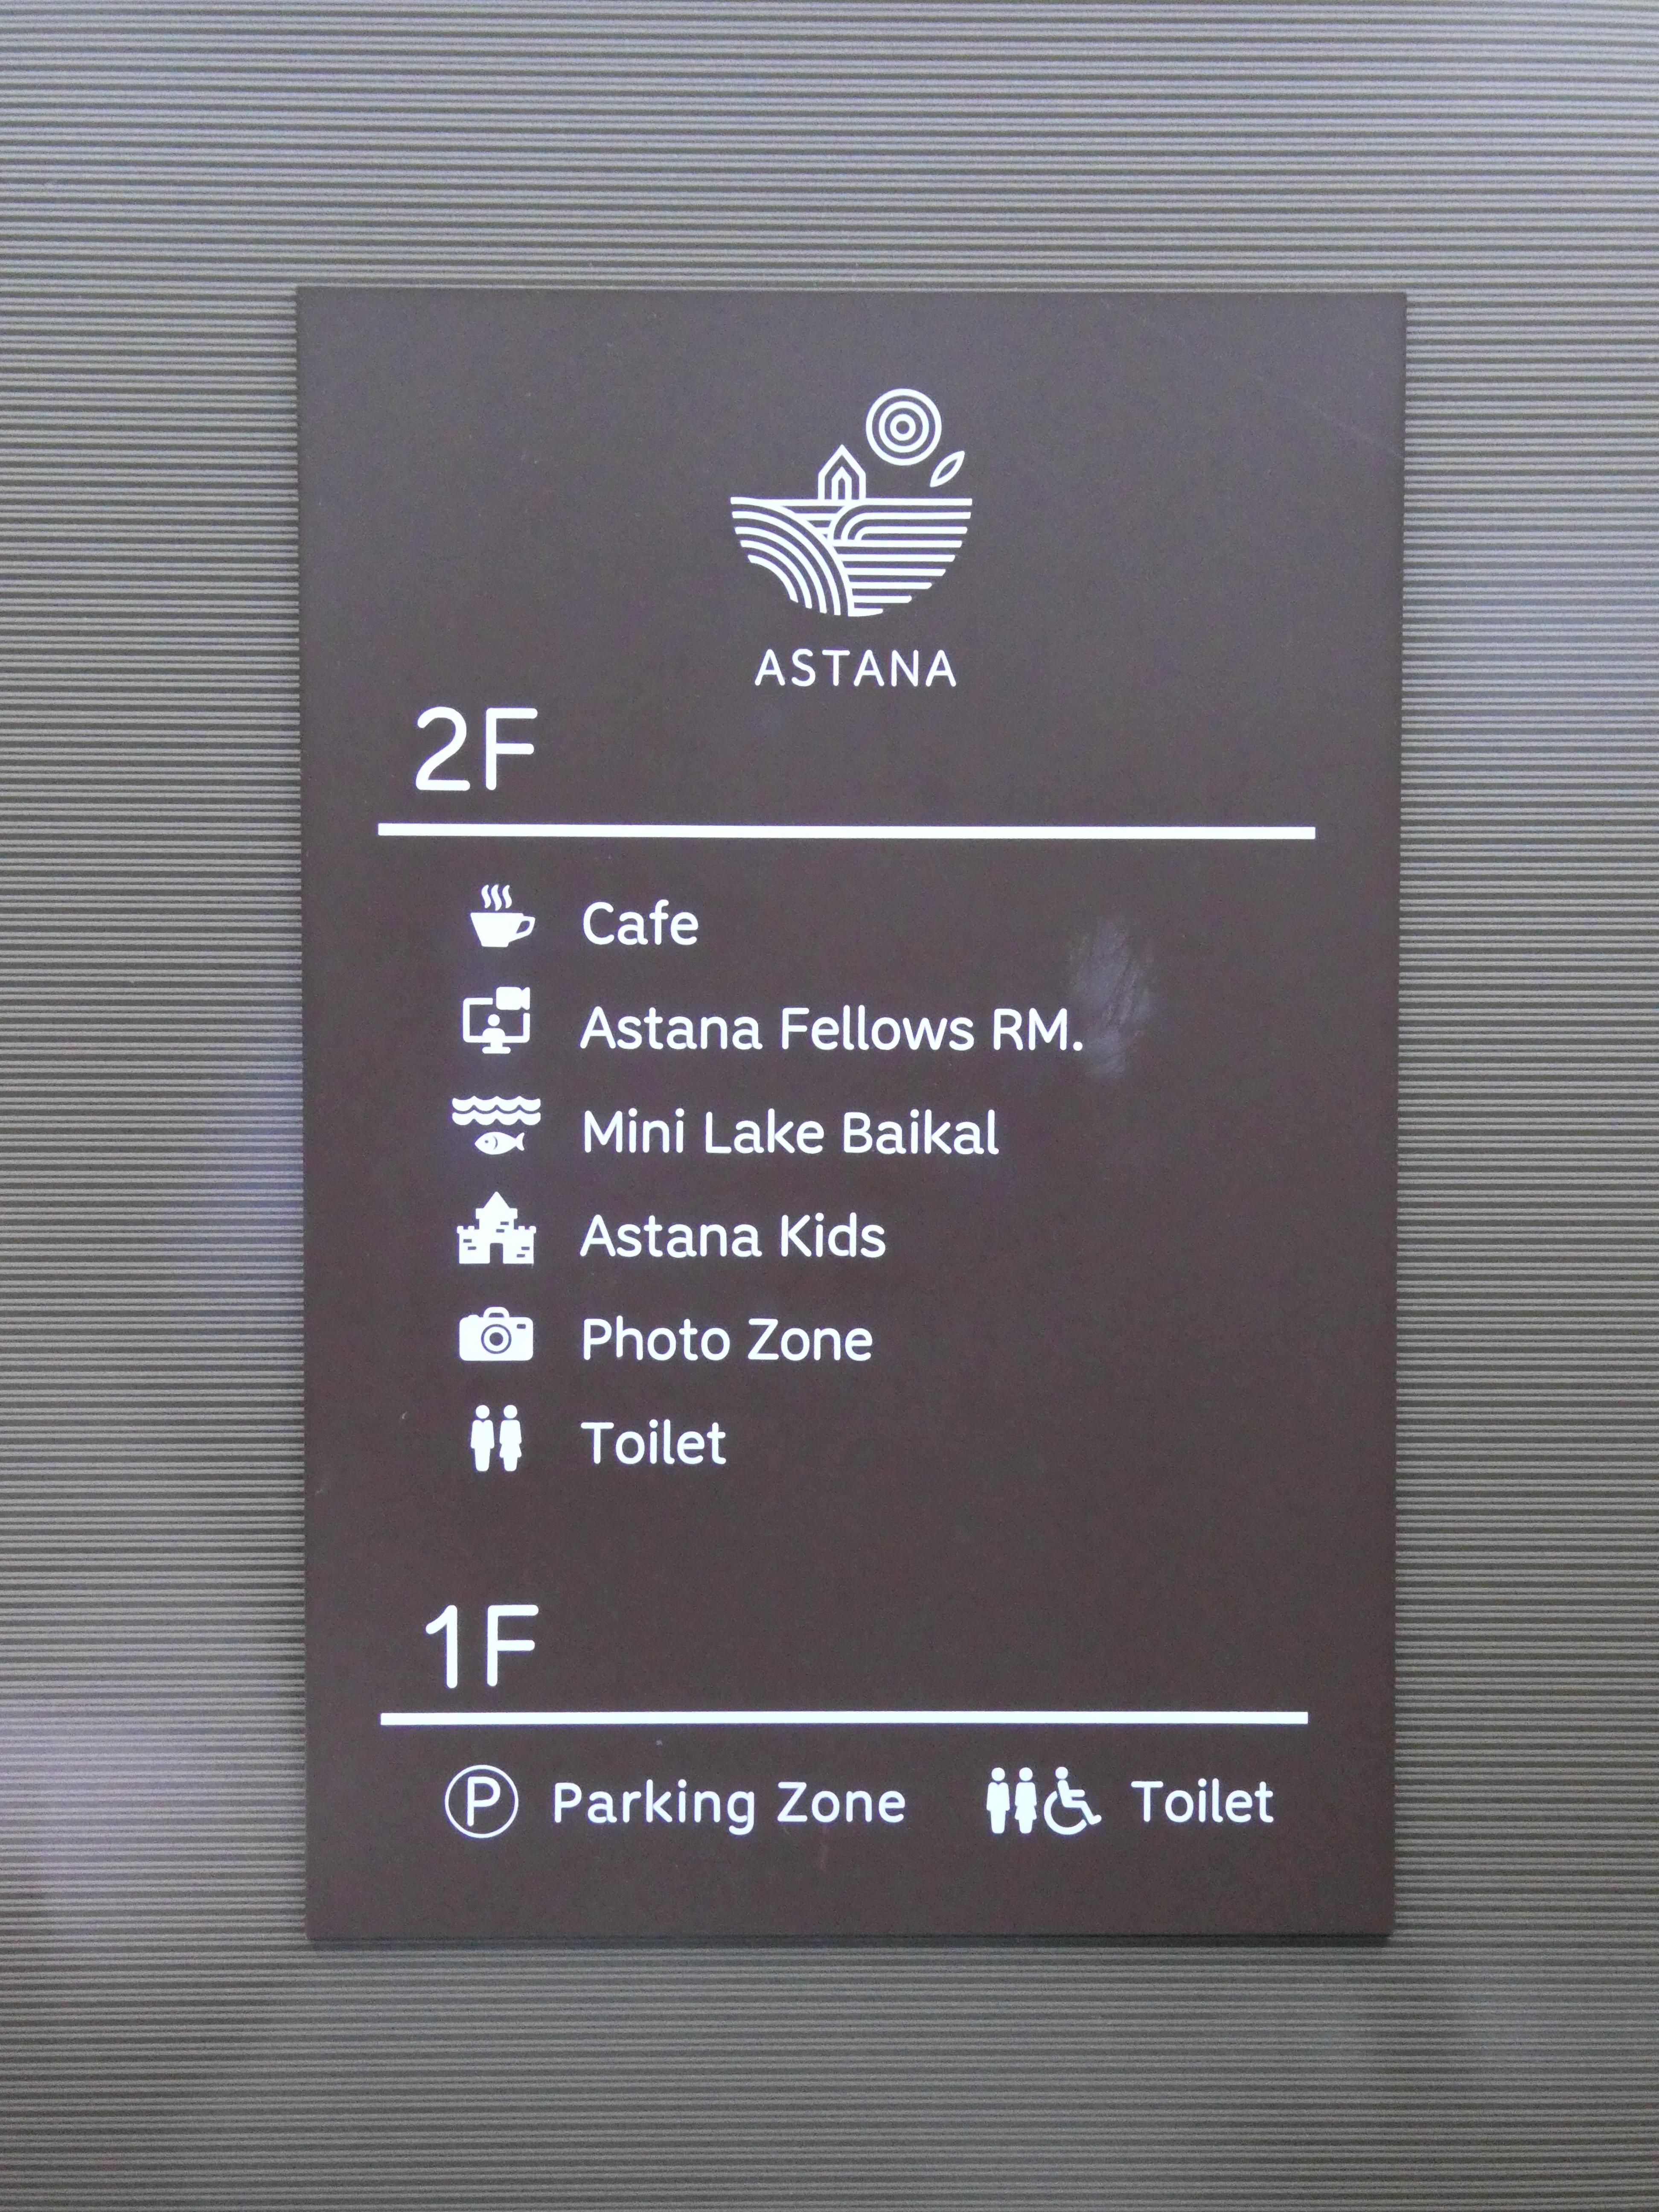 ASTANA
2F
Cafe
Astana Fellows RM.
Mini Lake Baikal
Astana Kids
Photo Zone
Toilet
1F
P Parking Zone Toilet